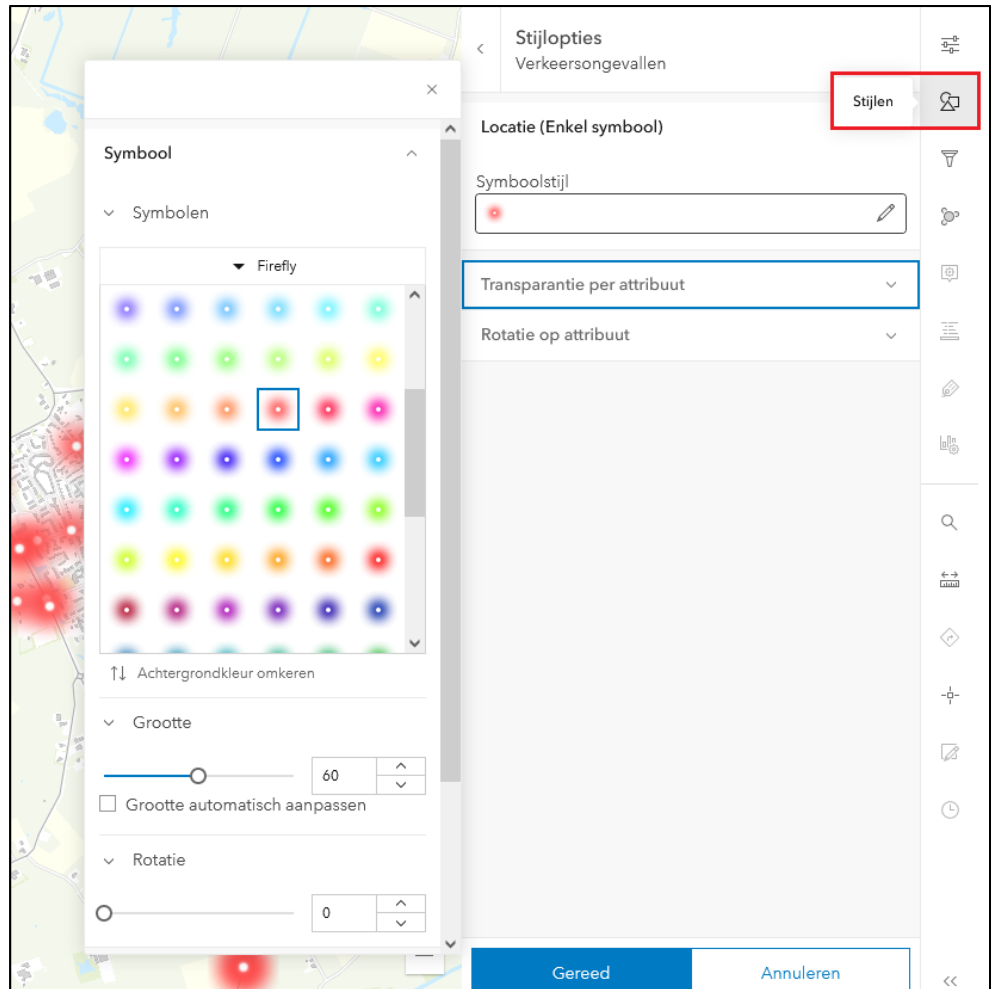 Stijlopties
Verkeersongevallen
Stijlen
Locatie (Enkel symbool)
Symboolstijl
Transparantie per attribuut
Rotatie op attribuut
Symbool
Symbolen
Firefly
Achtergrondkleur omkeren
Grootte
60
Grootte automatisch aanpassen
Rotatie
0
Gereed
Annuleren